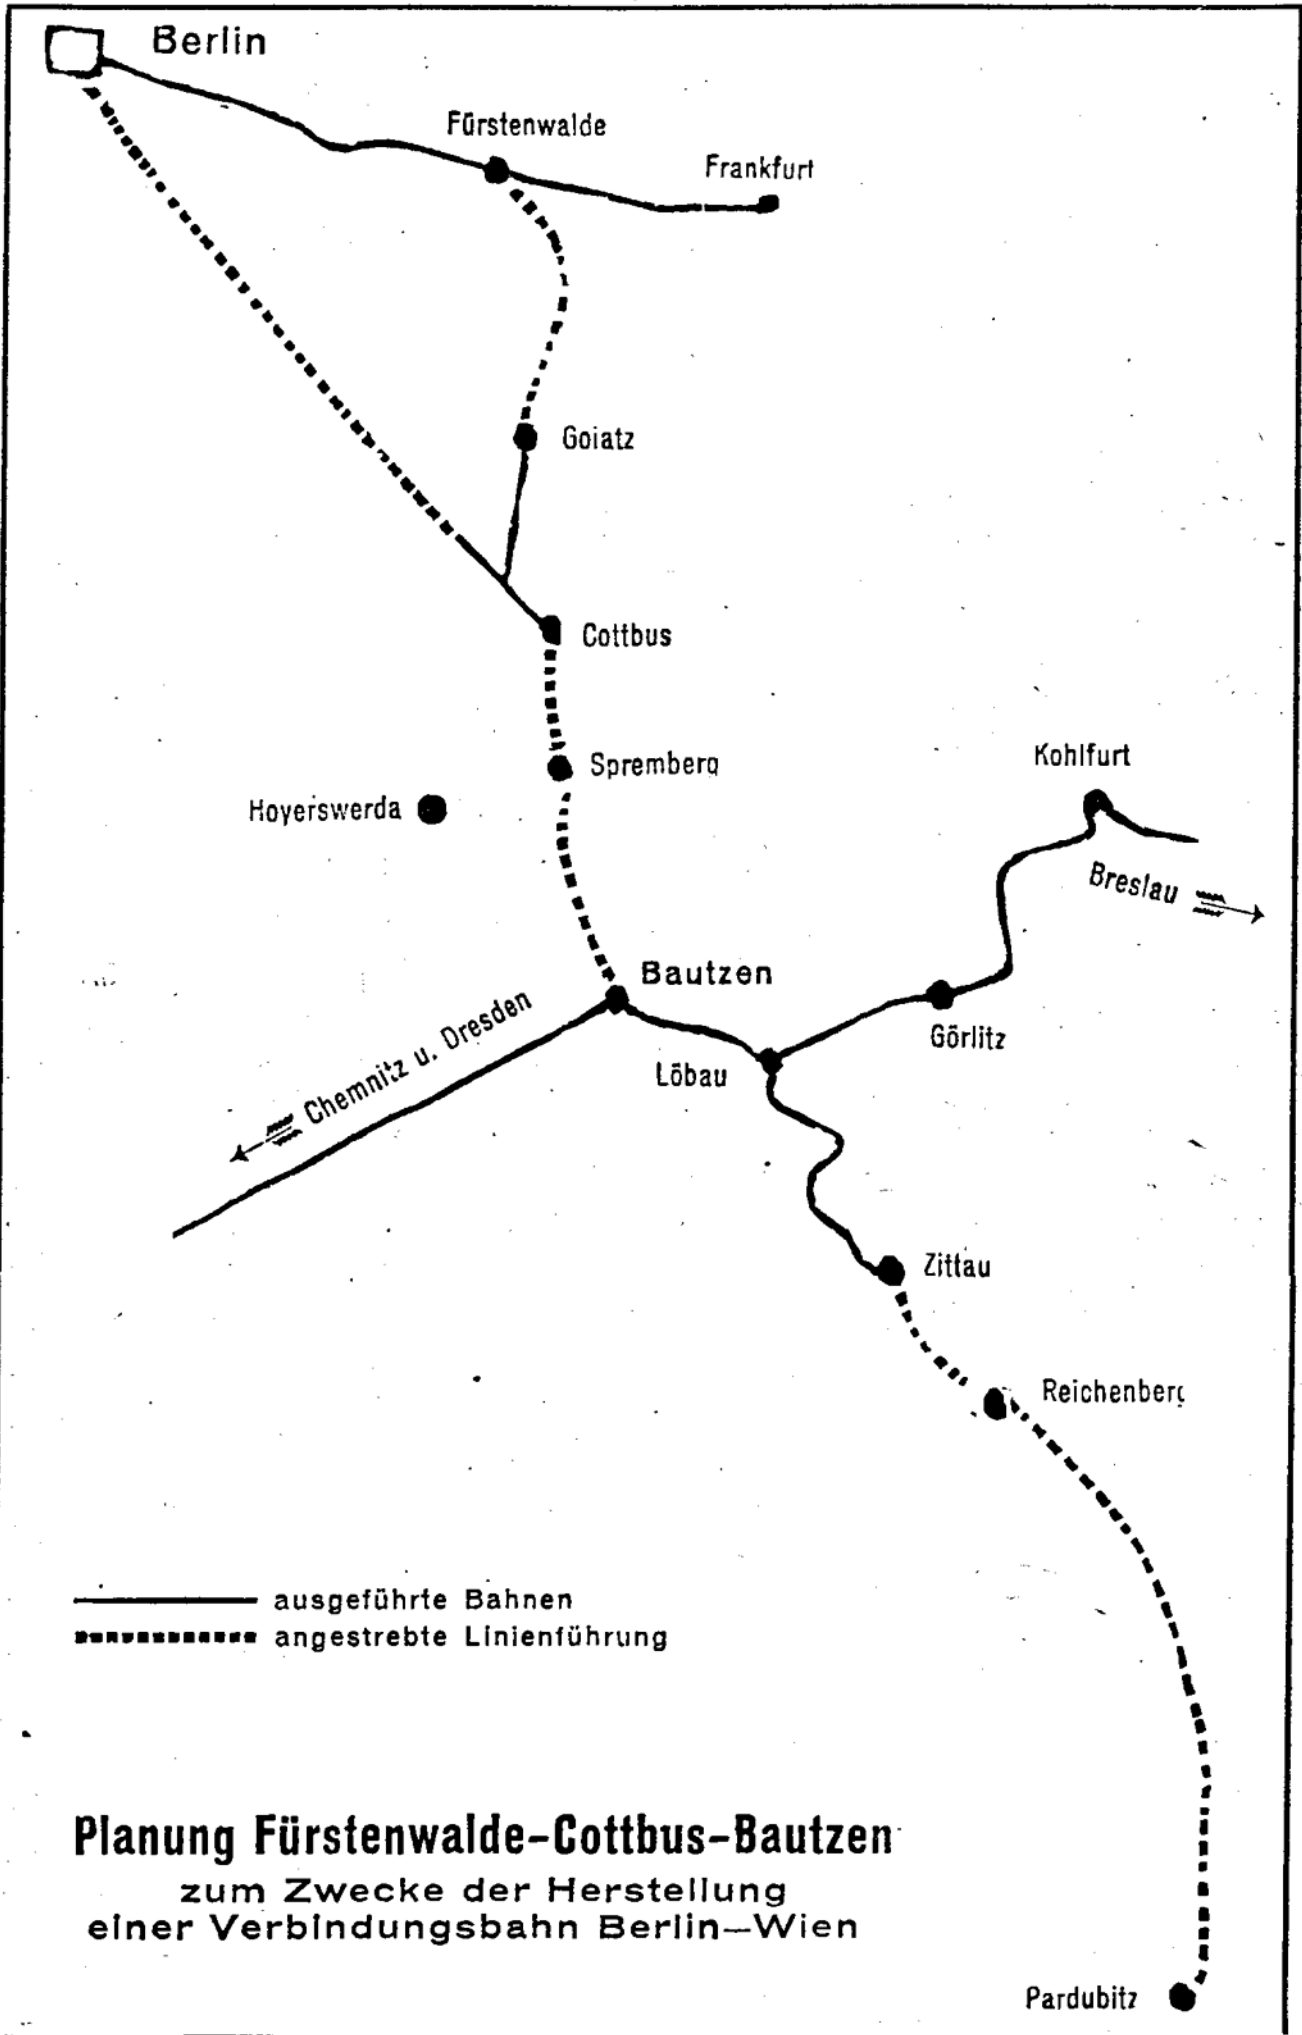 Berlin
Fürstenwalde
Frankfurt
Goiatz
Cottbus
Spremberg
Kohlfurt
Hoyerswerda
Breslau
Bautzen
Görlitz
Chemnitz u. Dresden
Löbau
Zittau
Reichenberg
ausgeführte Bahnen
angestrebte Linienführung
Planung Fürstenwalde-Cottbus-Bautzen
zum Zwecke der Herstellung
einer Verbindungsbahn Berlin—Wien
Pardubitz